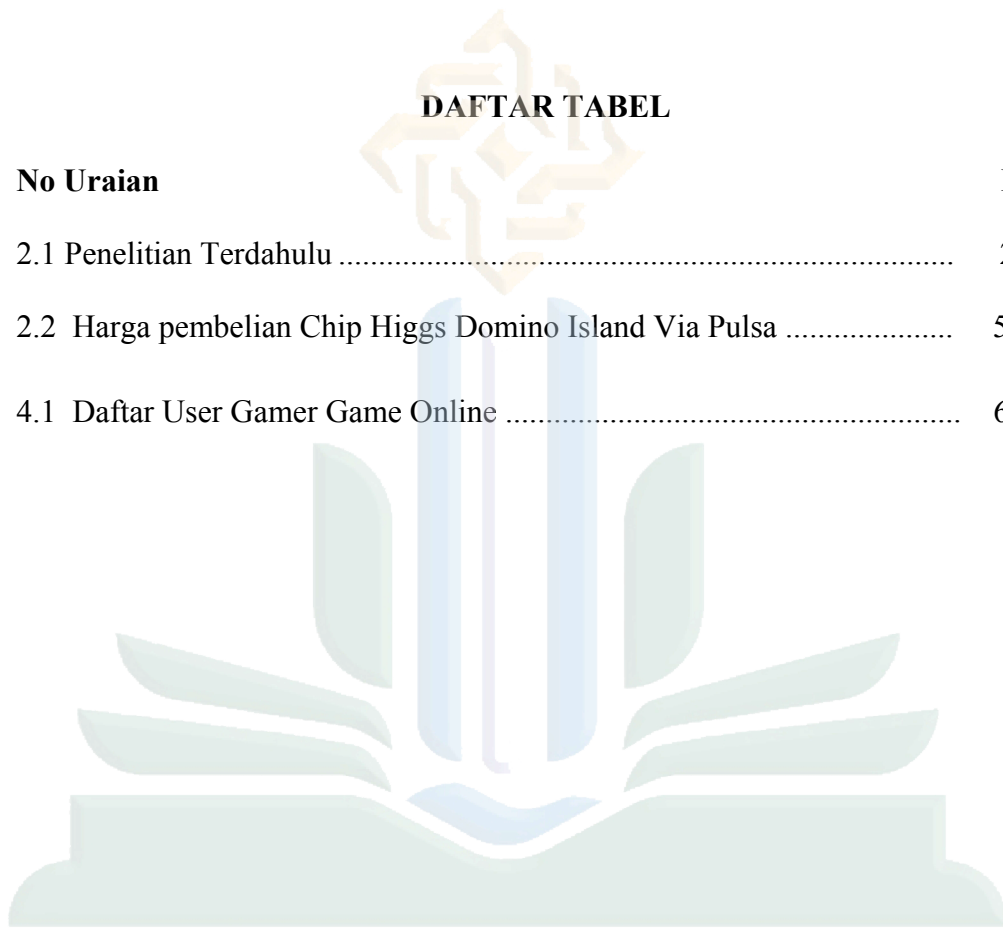 DAFTAR TABEL
No Uraian
2.1 Penelitian Terdahulu .............................................................................
2.2 Harga pembelian Chip Higgs Domino Island Via Pulsa .....................
4.1 Daftar User Gamer Game Online .........................................................